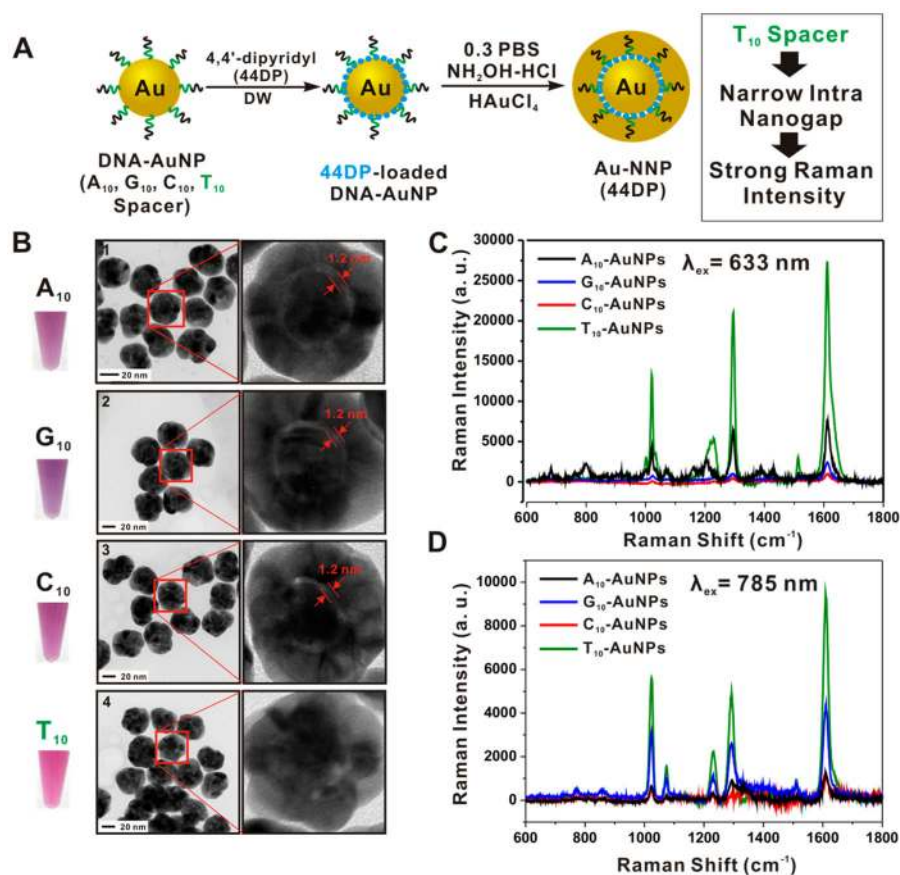 A
Au
4,4'-dipyridyl
(44DP)
DW
Au
0.3 PBS
NH₂OH-HCl
HAuCl₄
Au
DNA-AuNP
(A₁₀, G₁₀, C₁₀, T₁₀
Spacer)
44DP-loaded
DNA-AuNP
Au-NNP
(44DP)
T₁₀ Spacer
Narrow Intra
Nanogap
Strong Raman
Intensity
B
A₁₀
1
20 nm
1.2 nm
G₁₀
2
20 nm
1.2 nm
C₁₀
3
20 nm
1.2 nm
T₁₀
4
20 nm
C
λex= 633 nm
A₁₀-AuNPs
G₁₀-AuNPs
C₁₀-AuNPs
T₁₀-AuNPs
Raman Intensity (a. u.)
30000
25000
20000
15000
10000
5000
0
600 800 1000 1200 1400 1600 1800
Raman Shift (cm⁻¹)
D
λex= 785 nm
A₁₀-AuNPs
G₁₀-AuNPs
C₁₀-AuNPs
T₁₀-AuNPs
Raman Intensity (a. u.)
10000
8000
6000
4000
2000
0
600 800 1000 1200 1400 1600 1800
Raman Shift (cm⁻¹)